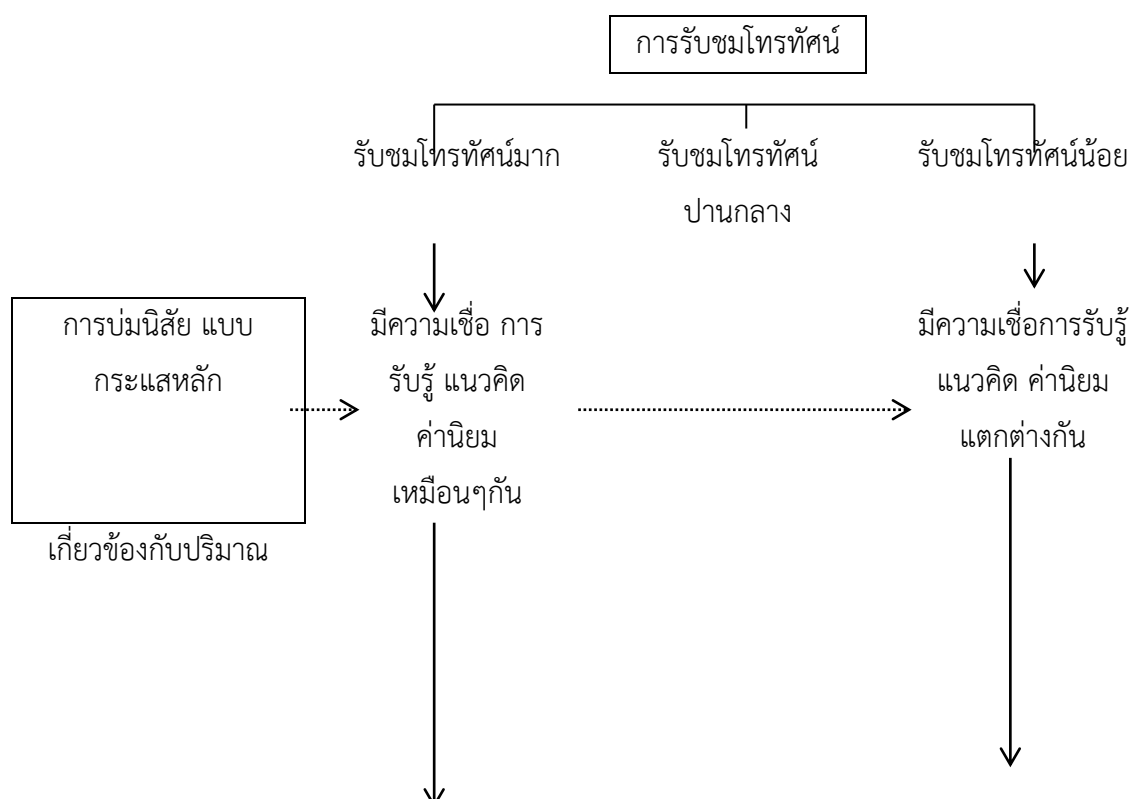 การรับชมโทรทัศน์
รับชมโทรทัศน์มาก
รับชมโทรทัศน์
ปานกลาง
รับชมโทรทัศน์น้อย
การบ่มนิสัย แบบ
กระแสหลัก
เกี่ยวข้องกับปริมาณ
มีความเชื่อ การ
รับรู้ แนวคิด
ค่านิยม
เหมือนๆกัน
มีความเชื่อการรับรู้
แนวคิด ค่านิยม
แตกต่างกัน